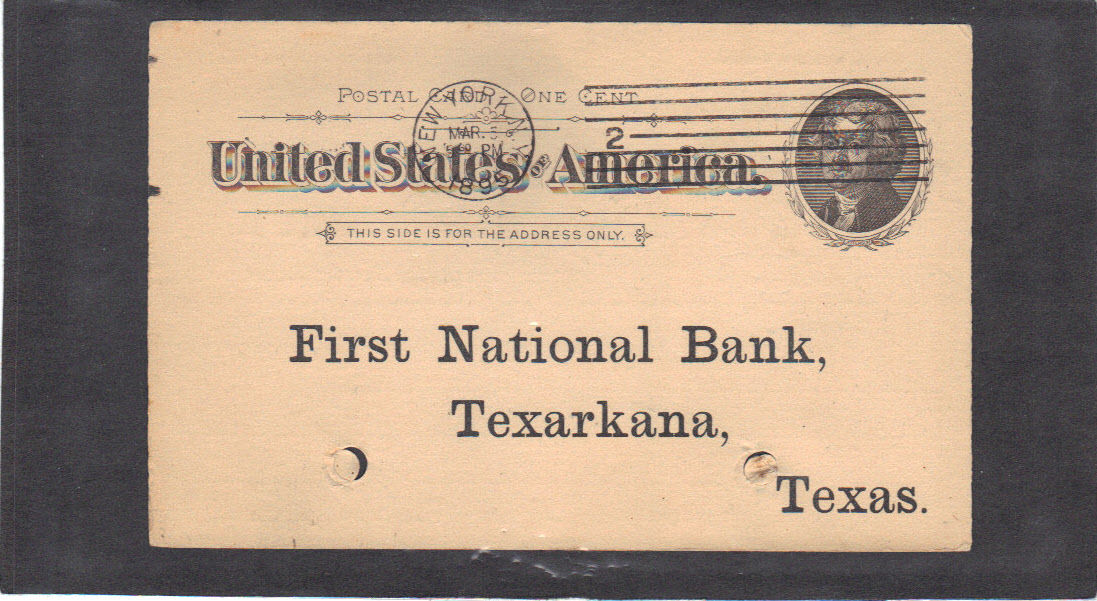 POSTAL CARD, ONE CENT.
NEW YORK, N.Y.
MAR. 5
PM
1895
2
United States of America.
THIS SIDE IS FOR THE ADDRESS ONLY.
First National Bank,
Texarkana,
Texas.